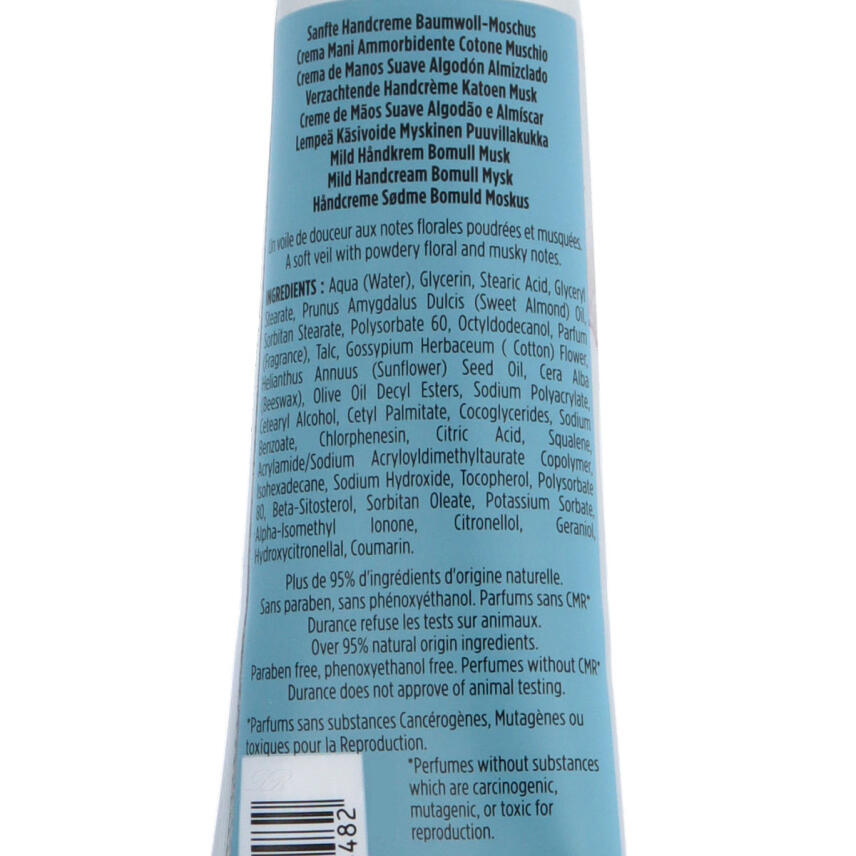 Sanfte Handcreme Baumwoll-Moschus
Crema Mani Ammorbidente Cotone Muschio
Crema de Manos Suave Algodón Almizclado
Verzachtende Handcrème Katoen Musk
Creme de Mãos Suave Algodão e Almíscar
Lempeä Käsivoide Myskinen Puuvillakukka
Mild Håndkrem Bomull Musk
Mild Handcream Bomull Mysk
Håndcreme Sødme Bomuld Moskus
Un voile de douceur aux notes florales poudrées et musquées.
A soft veil with powdery floral and musky notes.
INGREDIENTS : Aqua (Water), Glycerin, Stearic Acid, Glyceryl
Stearate, Prunus Amygdalus Dulcis (Sweet Almond) Oil,
Sorbitan Stearate, Polysorbate 60, Octyldodecanol, Parfum
(Fragrance), Talc, Gossypium Herbaceum ( Cotton) Flower,
Helianthus Annuus (Sunflower) Seed Oil, Cera Alba
(Beeswax), Olive Oil Decyl Esters, Sodium Polyacrylate,
Cetearyl Alcohol, Cetyl Palmitate, Cocoglycerides, Sodium
Benzoate, Chlorphenesin, Citric Acid, Squalene,
Acrylamide/Sodium Acryloyldimethyltaurate Copolymer,
Isohexadecane, Sodium Hydroxide, Tocopherol, Polysorbate
80, Beta-Sitosterol, Sorbitan Oleate, Potassium Sorbate,
Alpha-Isomethyl Ionone, Citronellol, Geraniol,
Hydroxycitronellal, Coumarin.
Plus de 95% d'ingrédients d'origine naturelle.
Sans paraben, sans phénoxyéthanol. Parfums sans CMR*
Durance refuse les tests sur animaux.
Over 95% natural origin ingredients.
Paraben free, phenoxyethanol free. Perfumes without CMR*
Durance does not approve of animal testing.
*Parfums sans substances Cancérogènes, Mutagènes ou
toxiques pour la Reproduction.
*Perfumes without substances
which are carcinogenic,
mutagenic, or toxic for
reproduction.
482